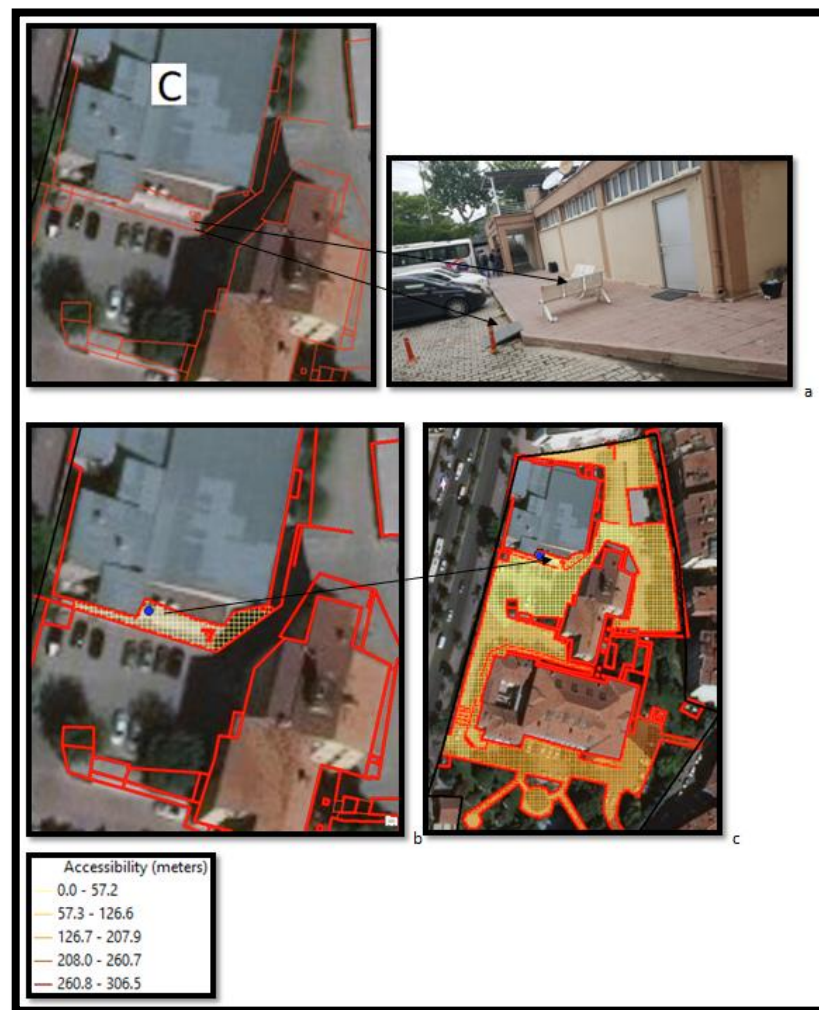 C
a
b
c
Accessibility (meters)
0.0 - 57.2
57.3 - 126.6
126.7 - 207.9
208.0 - 260.7
260.8 - 306.5